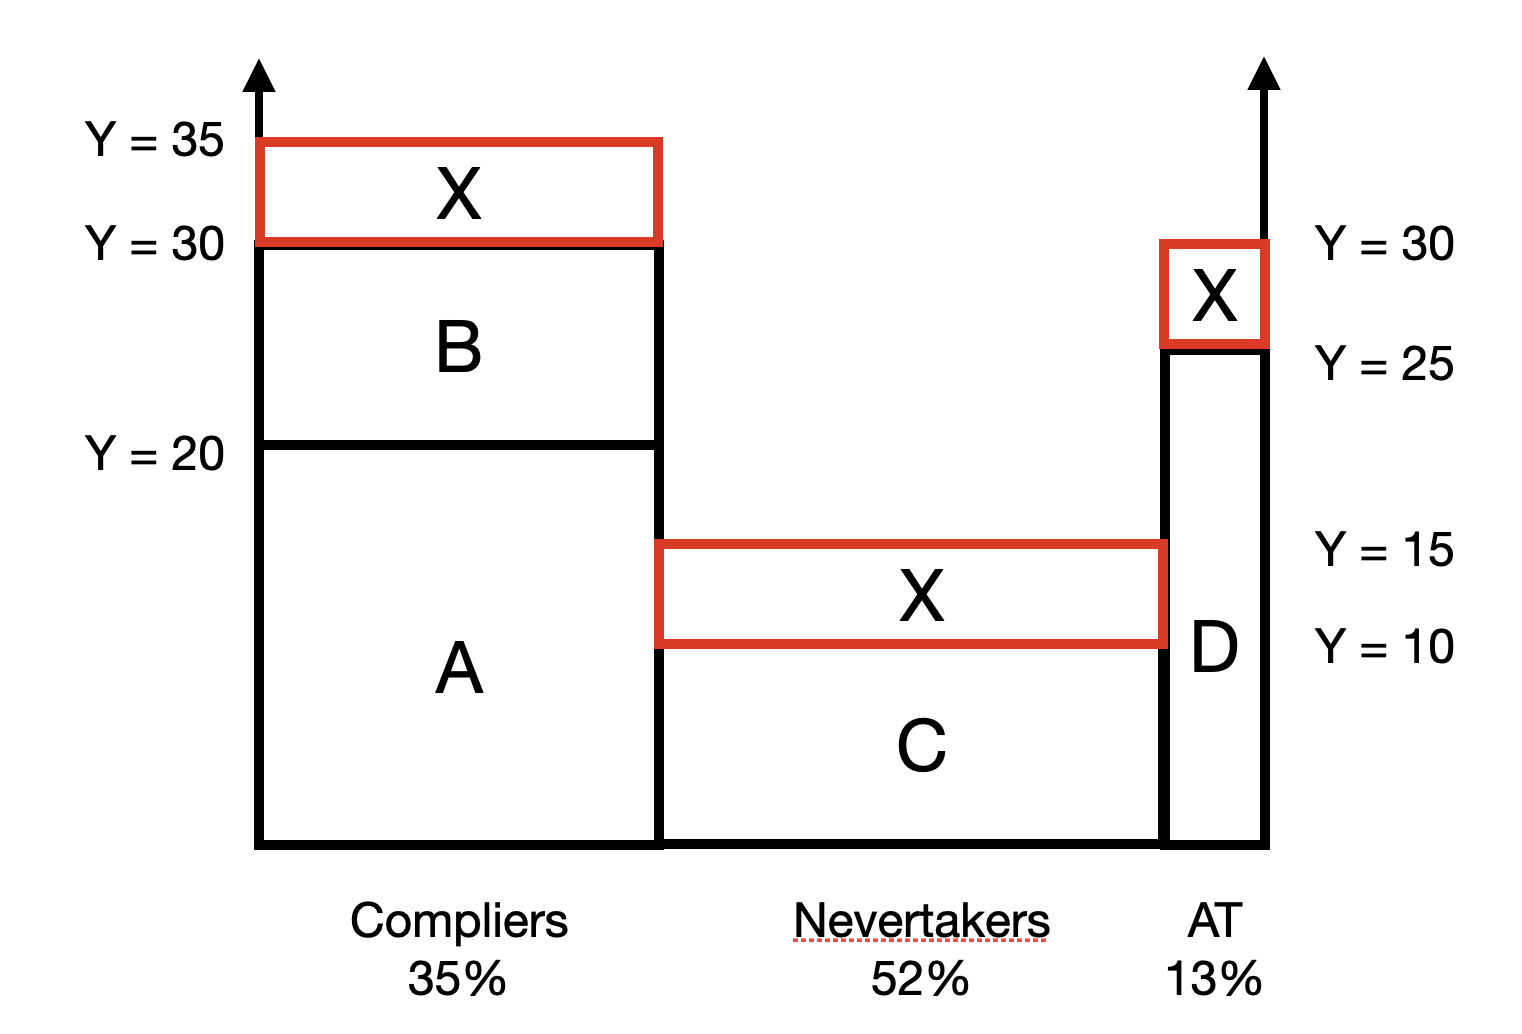 Y = 35
X
Y = 30
X
Y = 30
B
Y = 25
Y = 20
Y = 15
X
A
D
Y = 10
C
Compliers
35%
Nevertakers
52%
AT
13%